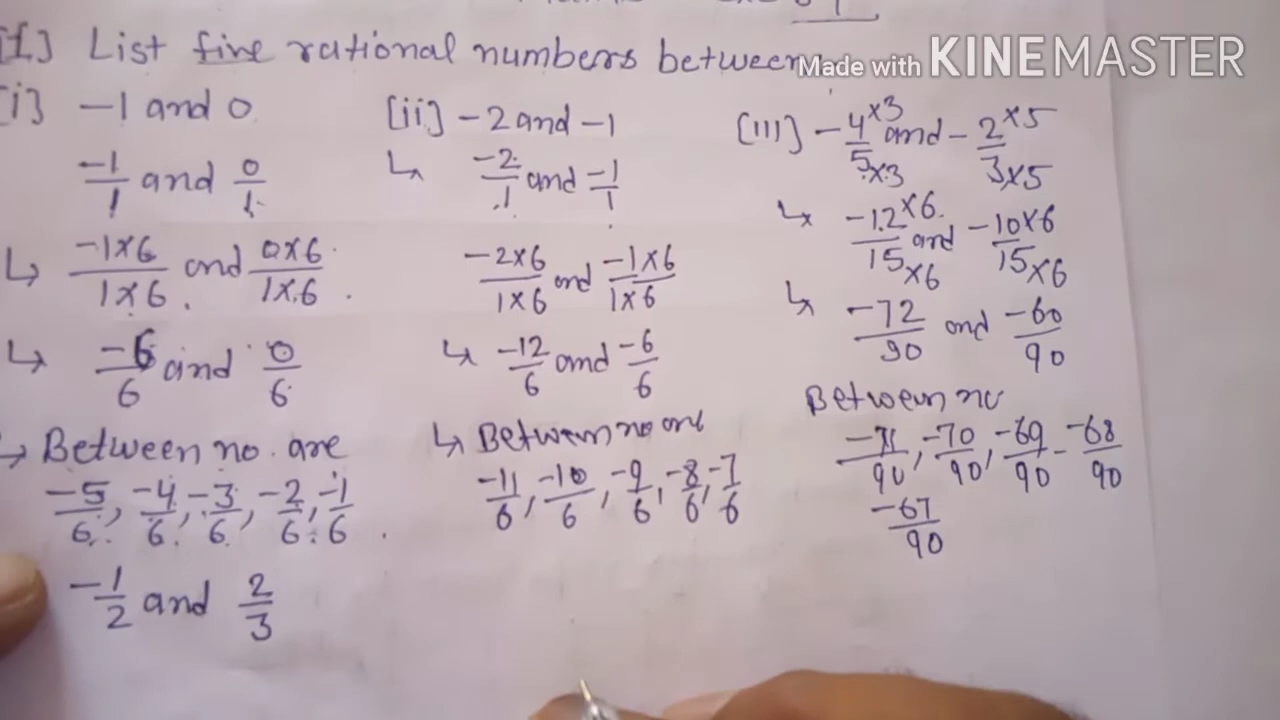 [1] List five rational numbers between
Made with KINEMASTER
[i] -1 and 0
-1/1 and 0/1
↳ -1×6/1×6 and 0×6/1×6
↳ -6/6 and 0/6
↳ Between no. are
-5/6, -4/6, -3/6, -2/6, -1/6.
-1/2 and 2/3
[ii] -2 and -1
↳ -2/1 and -1/1
-2×6/1×6 and -1×6/1×6
↳ -12/6 and -6/6
↳ Between no are
-11/6, -10/6, -9/6, -8/6, -7/6
[111] -4×3/5×3 and -2×5/3×5
↳ -12×6/15×6 and -10×6/15×6
↳ -72/90 and -60/90
Between no
-71/90, -70/90, -69/90 - -68/90
-67/90